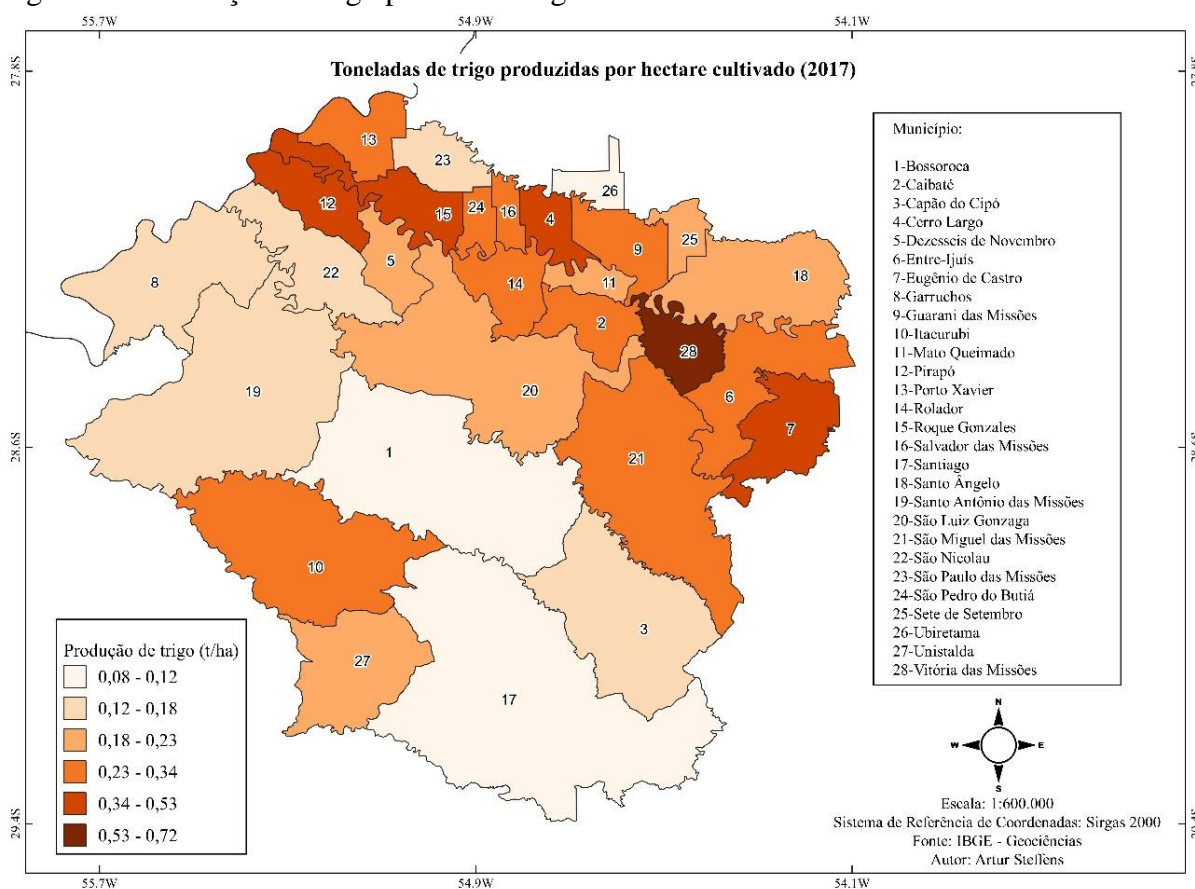 55.7W 54.9W 54.1W
27.8S
Toneladas de trigo produzidas por hectare cultivado (2017)
Município:
1-Bossoroca
2-Caibaté
3-Capão do Cipó
4-Cerro Largo
5-Dezesseis de Novembro
6-Entre-Ijuís
7-Eugênio de Castro
8-Garruchos
9-Guarani das Missões
10-Itacurubi
11-Mato Queimado
12-Pirapó
13-Porto Xavier
14-Rolador
15-Roque Gonzales
16-Salvador das Missões
17-Santiago
18-Santo Ângelo
19-Santo Antônio das Missões
20-São Luiz Gonzaga
21-São Miguel das Missões
22-São Nicolau
23-São Paulo das Missões
24-São Pedro do Butiá
25-Sete de Setembro
26-Ubiretama
27-Unistalda
28-Vitória das Missões
13
23
26
12
15
24
16
4
9
25
5
22
8
14
11
18
2
28
19
20
6
7
1
21
10
3
27
17
28.6S
Produção de trigo (t/ha)
0,08 - 0,12
0,12 - 0,18
0,18 - 0,23
0,23 - 0,34
0,34 - 0,53
0,53 - 0,72
N
W E
S
Escala: 1:600.000
Sistema de Referência de Coordenadas: Sirgas 2000
Fonte: IBGE - Geociências
Autor: Artur Steffens
29.4S
55.7W 54.9W 54.1W